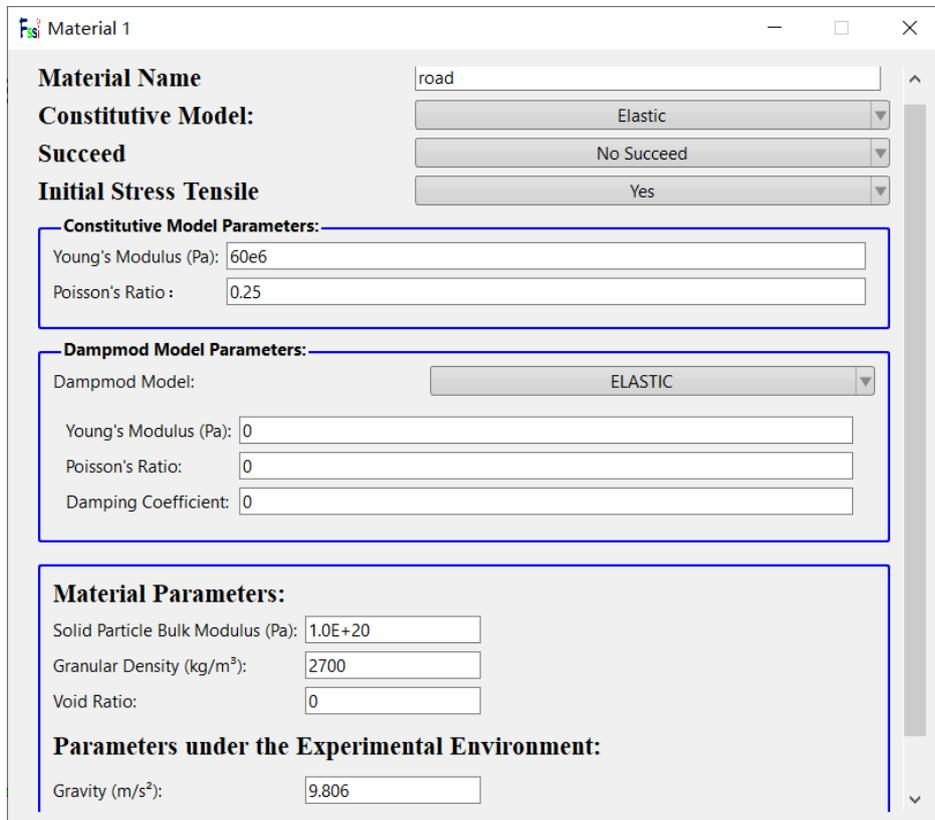 Fssi Material 1
Material Name road
Constitutive Model: Elastic
Succeed No Succeed
Initial Stress Tensile Yes
Constitutive Model Parameters:
Young's Modulus (Pa): 60e6
Poisson's Ratio： 0.25
Dampmod Model Parameters:
Dampmod Model: ELASTIC
Young's Modulus (Pa): 0
Poisson's Ratio: 0
Damping Coefficient: 0
Material Parameters:
Solid Particle Bulk Modulus (Pa): 1.0E+20
Granular Density (kg/m³): 2700
Void Ratio: 0
Parameters under the Experimental Environment:
Gravity (m/s²): 9.806